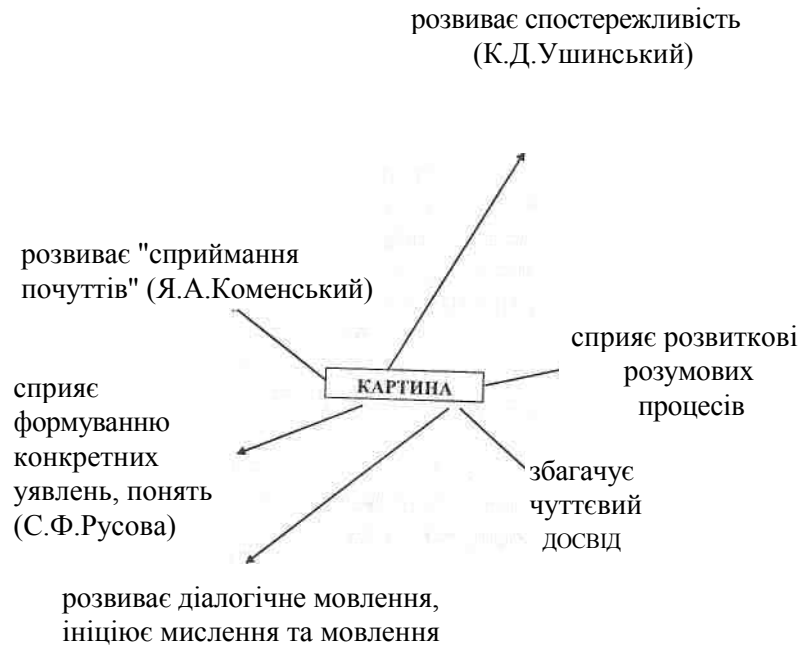 розвиває спостережливість
(К.Д.Ушинський)
розвиває "сприймання
почуттів" (Я.А.Коменський)
сприяє розвиткові
розумових
процесів
КАРТИНА
сприяє
формуванню
конкретних
уявлень, понять
(С.Ф.Русова)
збагачує
чуттєвий
досвід
розвиває діалогічне мовлення,
ініціює мислення та мовлення